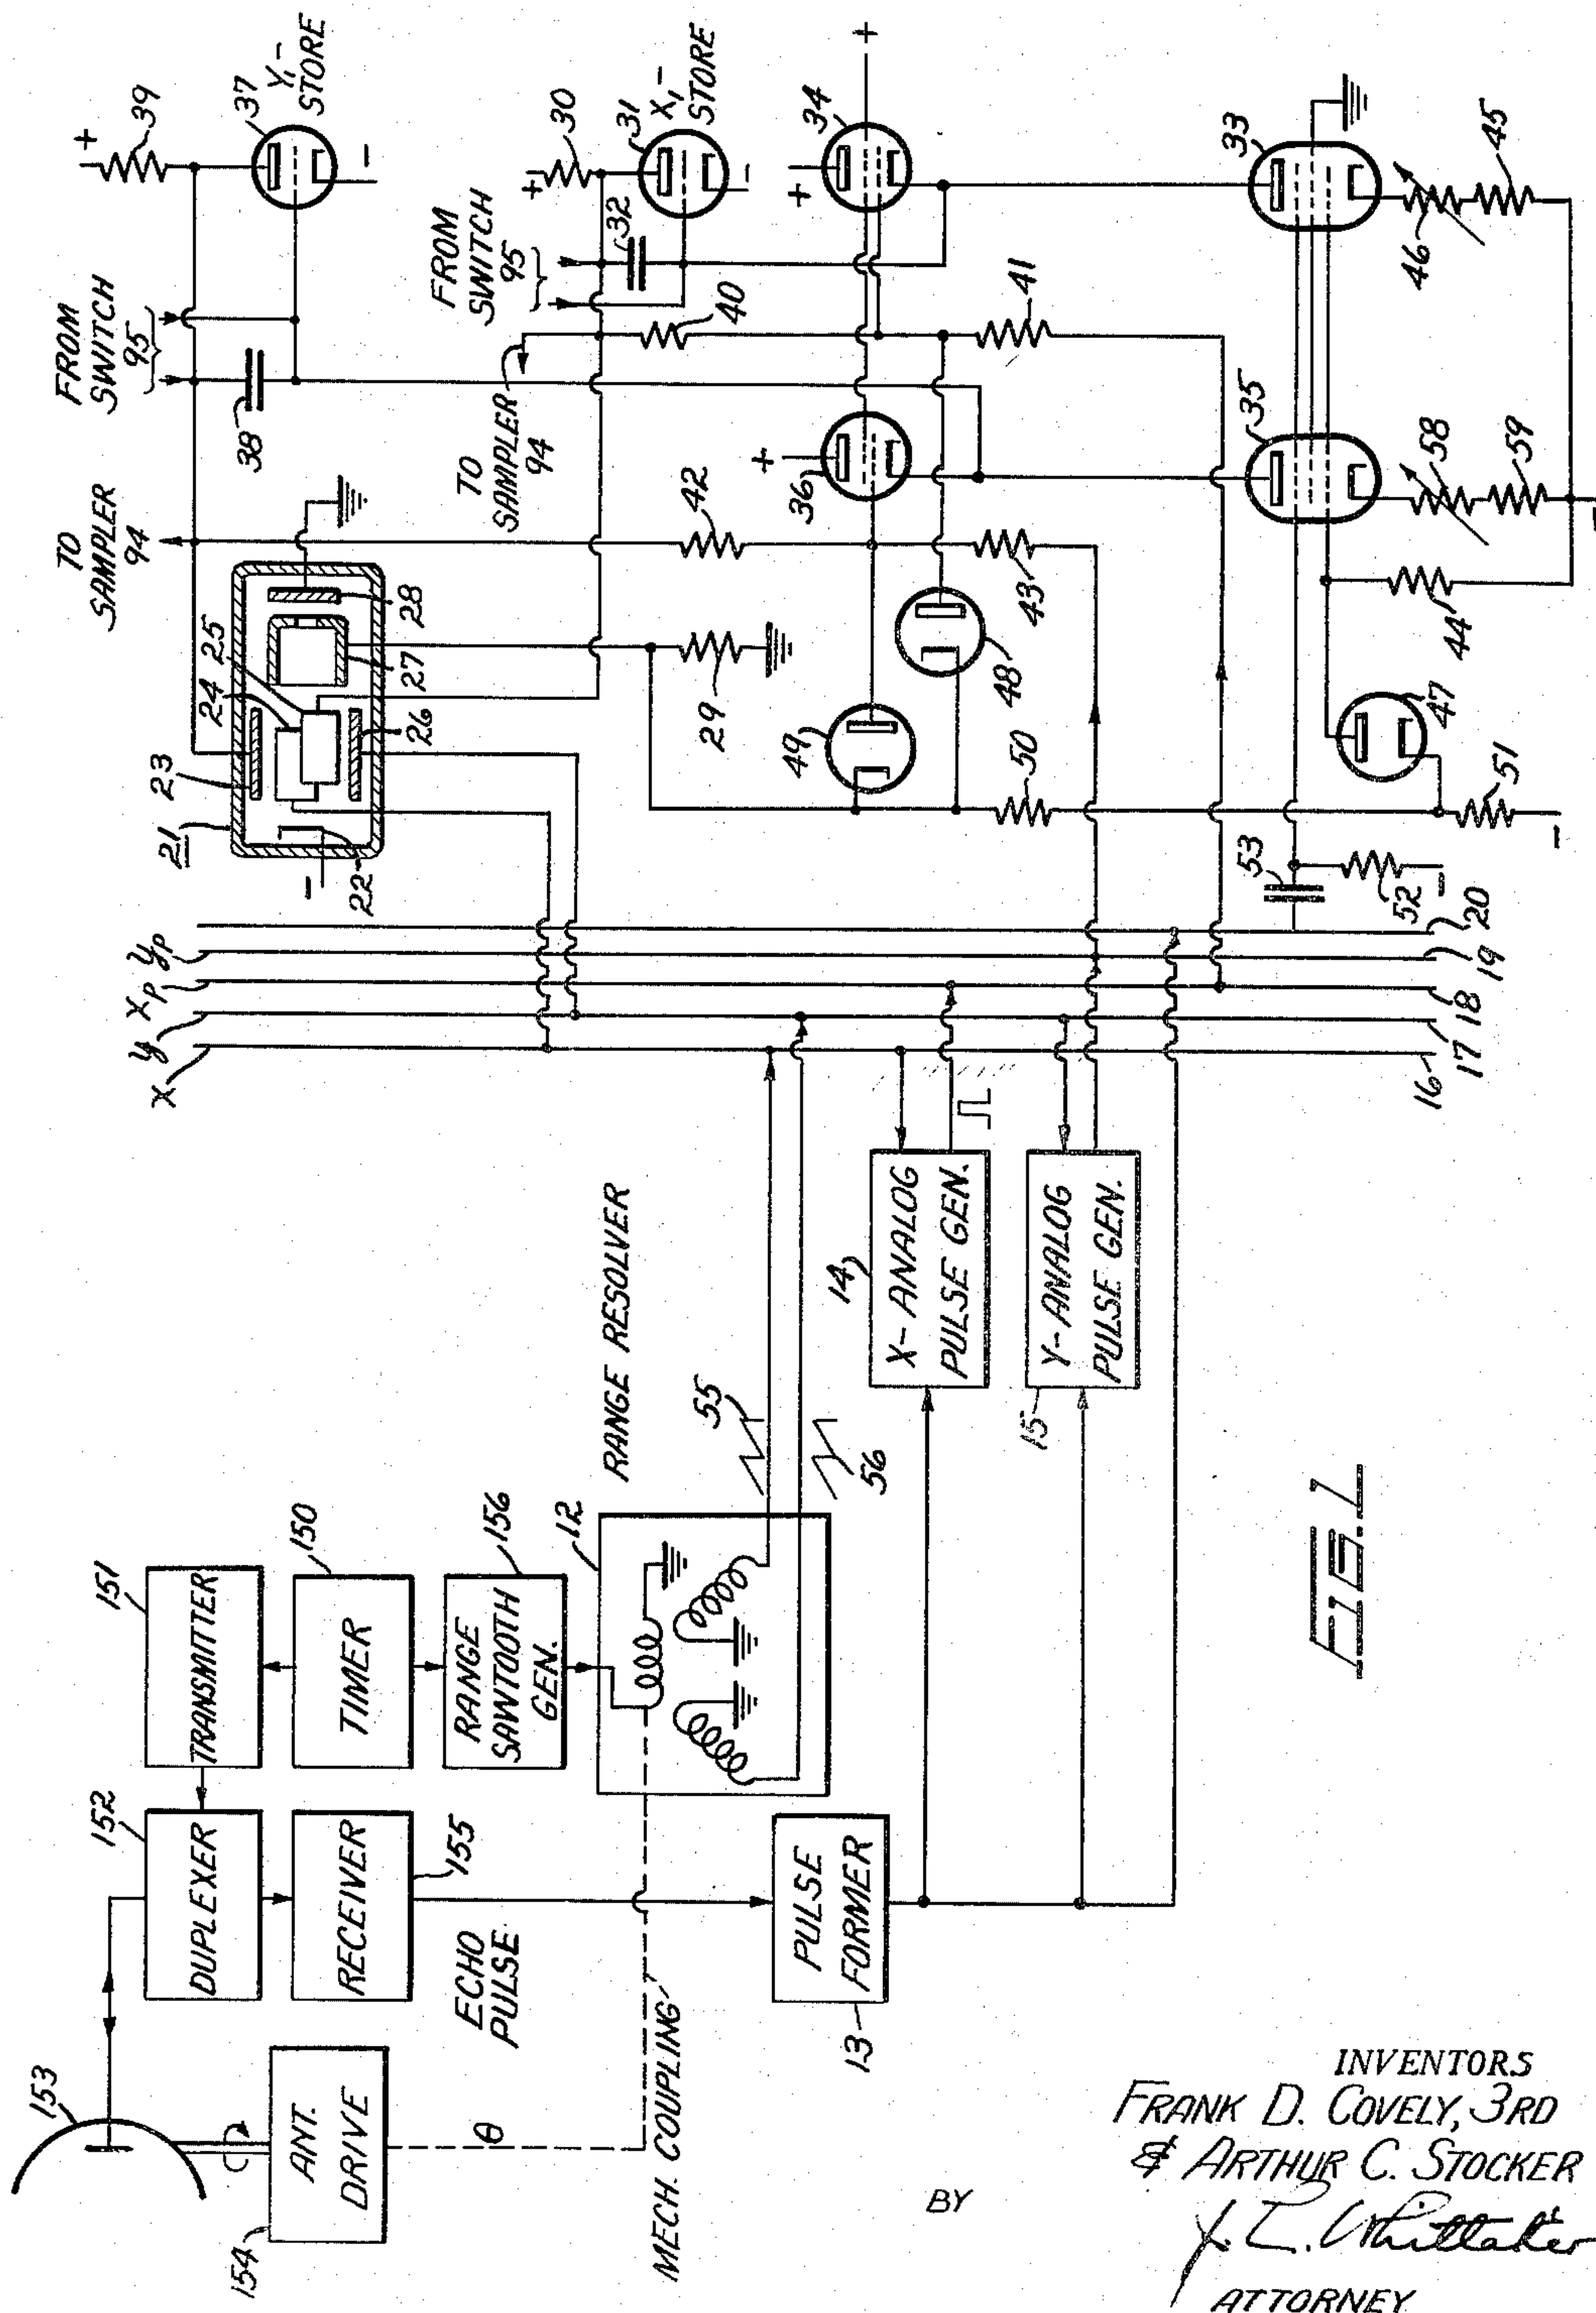 153
154
ANT.
DRIVE
θ
MECH. COUPLING
152
DUPLEXER
RECEIVER
155
ECHO
PULSE
PULSE
FORMER
13
151
TRANSMITTER
150
TIMER
156
RANGE
SAWTOOTH
GEN.
12
RANGE RESOLVER
55
56
14
X-ANALOG
PULSE GEN.
15
Y-ANALOG
PULSE GEN.
X
Y
Xp
Yp
16
17
18
19
20
21
22
23
24
25
26
27
28
29
TO
SAMPLER
94
FROM
SWITCH
95
38
+
39
37
Y,-
STORE
-
TO
SAMPLER
94
FROM
SWITCH
95
+
30
31
X,-
STORE
32
-
40
41
42
43
+
34
+
36
+
49
48
50
51
-
47
44
53
52
-
35
58
59
33
46
45
-
FIG. 1
INVENTORS
FRANK D. COVELY, 3RD
& ARTHUR C. STOCKER
BY
J. L. Whittaker
ATTORNEY